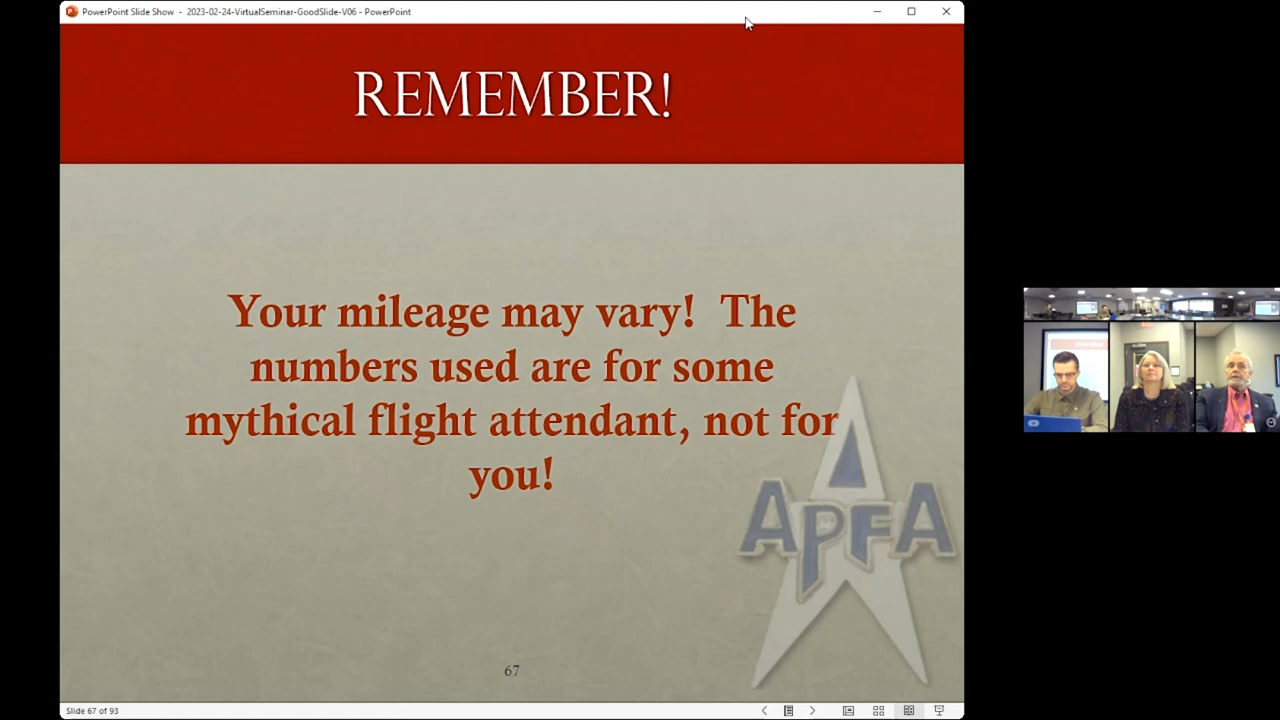 PowerPoint Slide Show - 2023-02-24-VirtualSeminar-GoodSlide-V06 - PowerPoint
REMEMBER!
Your mileage may vary! The
numbers used are for some
mythical flight attendant, not for
you!
APFA
67
Slide 67 of 93